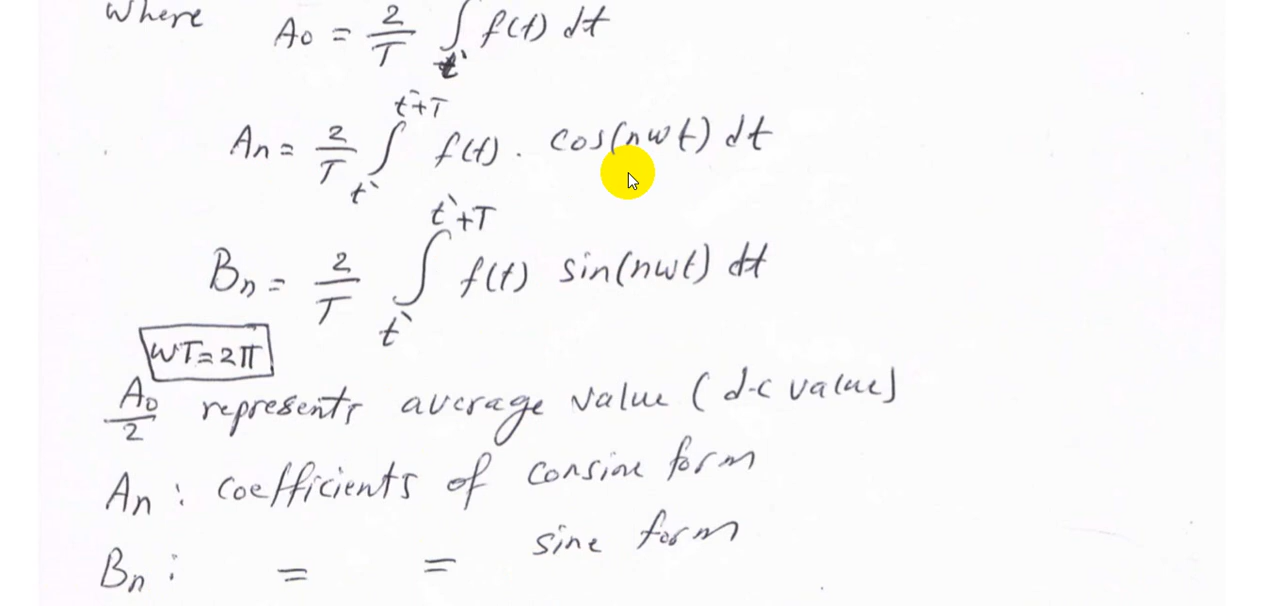 Where A0 = 2/T ∫_{t`} f(t) dt
An = 2/T ∫_{t`}^{t`+T} f(t) . cos(nwt) dt
Bn = 2/T ∫_{t`}^{t`+T} f(t) sin(nwt) dt
WT=2π
A0/2 represents average value (d-c value)
An : coefficients of consine form
Bn : = = sine form